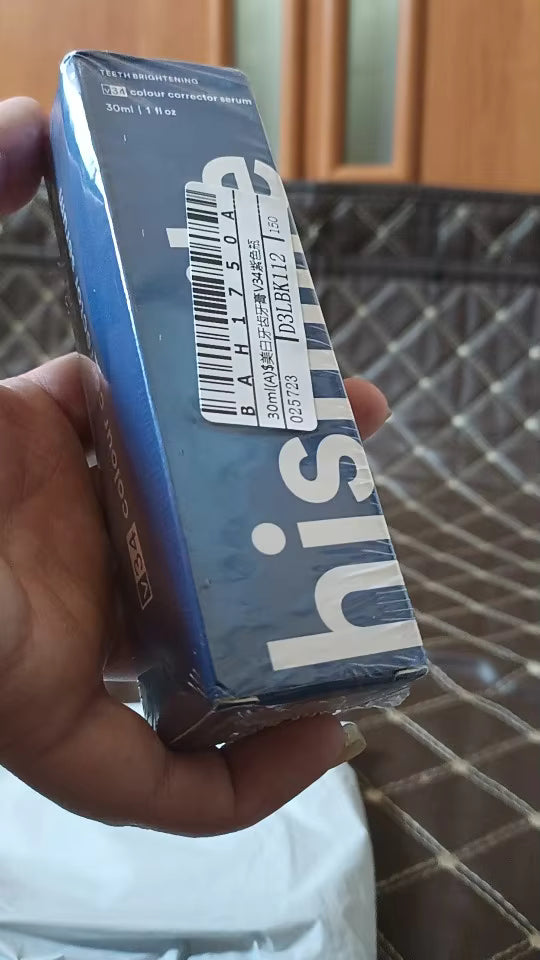 TEETH BRIGHTENING
V34 colour corrector serum
30ml | 1 fl oz
hismile
BAH1750A
30ml(A)$美白牙齿牙膏V34紫色瓶
025723 D3LBK112 150
V34 colour